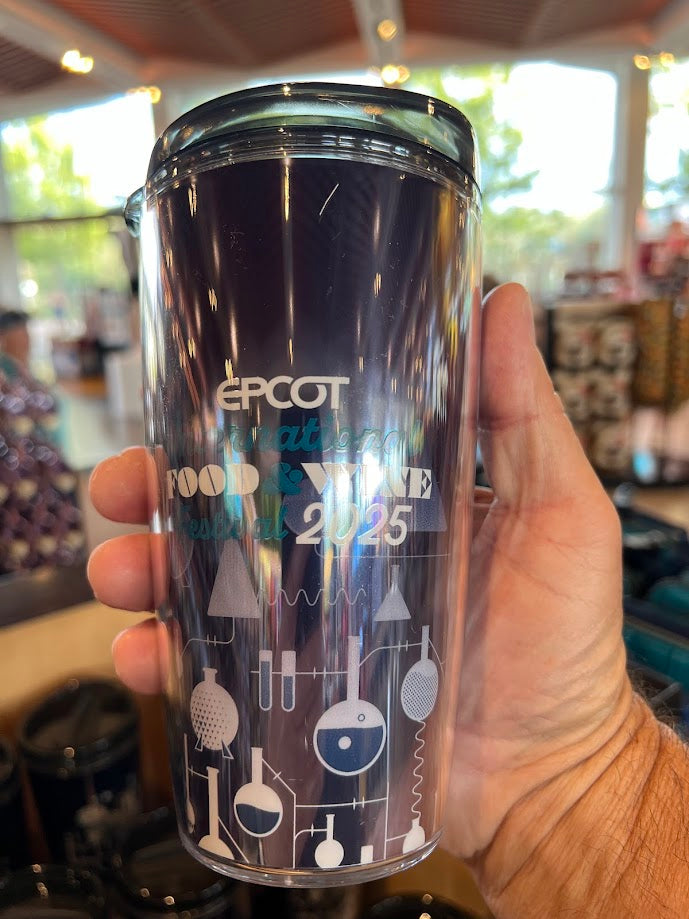 EPCOT
International
FOOD & WINE
Festival 2025